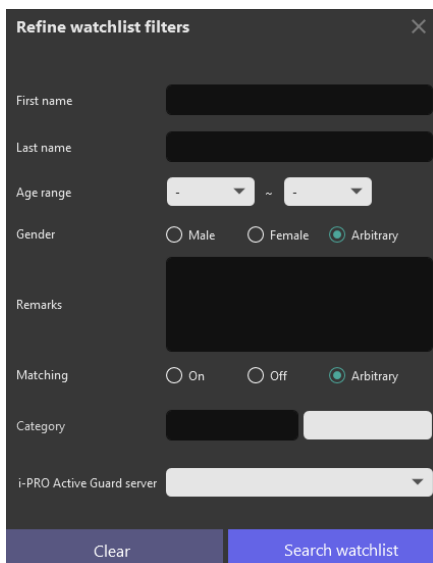 Refine watchlist filters
First name
Last name
Age range - ~ -
Gender Male Female Arbitrary
Remarks
Matching On Off Arbitrary
Category
i-PRO Active Guard server
Clear Search watchlist